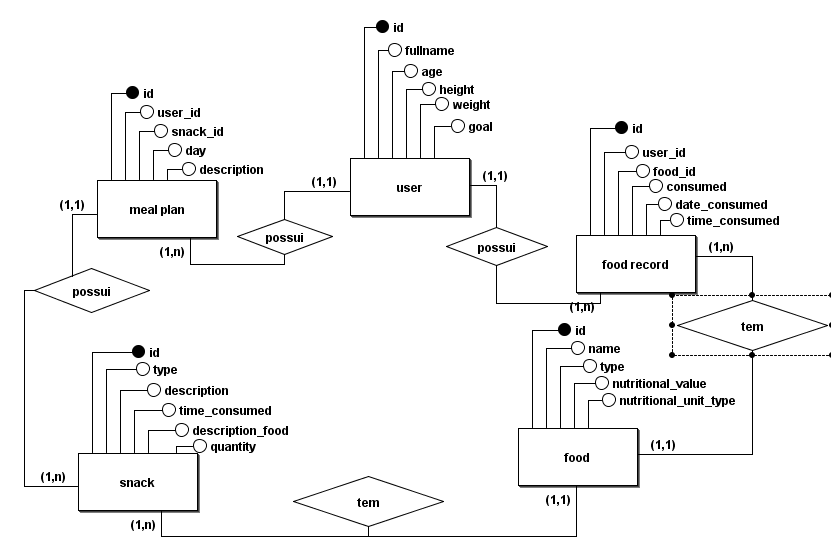 id
fullname
age
height
weight
goal
(1,1)
user
(1,1)
id
user_id
snack_id
day
description
(1,1)
meal plan
(1,n)
possui
possui
possui
id
user_id
food_id
consumed
date_consumed
time_consumed
(1,n)
food record
(1,n)
tem
id
name
type
nutritional_value
nutritional_unit_type
food
(1,1)
(1,1)
id
type
description
time_consumed
description_food
quantity
(1,n)
snack
(1,n)
tem